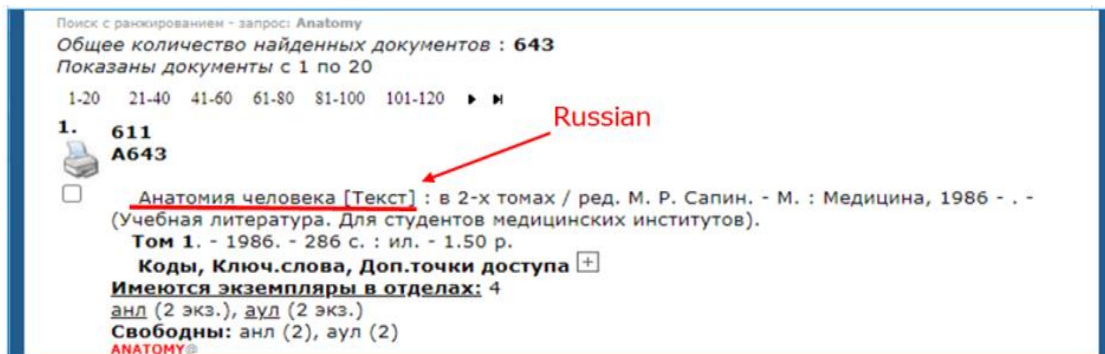 Поиск с ранжированием - запрос: Anatomy
Общее количество найденных документов : 643
Показаны документы с 1 по 20
1-20 21-40 41-60 61-80 81-100 101-120
Russian
1. 611
А643
Анатомия человека [Текст] : в 2-х томах / ред. М. Р. Сапин. - М. : Медицина, 1986 - . -
(Учебная литература. Для студентов медицинских институтов).
Том 1. - 1986. - 286 с. : ил. - 1.50 р.
Коды, Ключ.слова, Доп.точки доступа
Имеются экземпляры в отделах: 4
анл (2 экз.), аул (2 экз.)
Свободны: анл (2), аул (2)
ANATOMY@